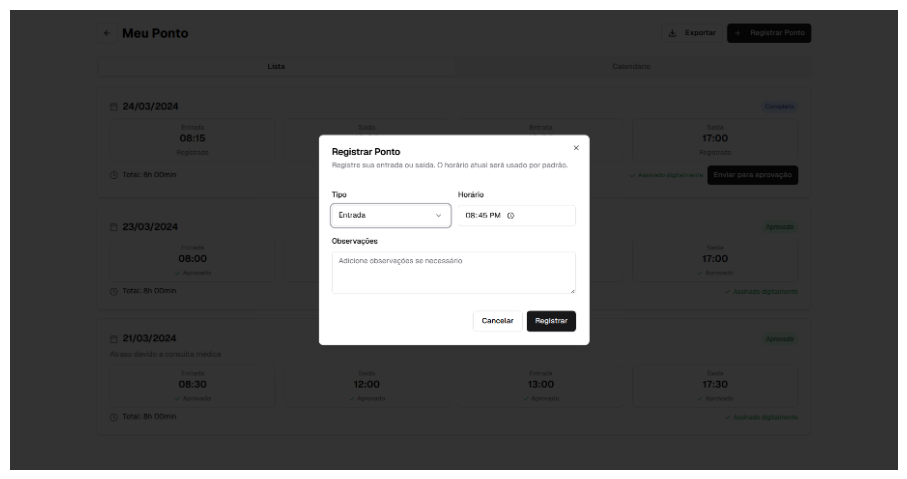 Meu Ponto
Exportar
+ Registrar Ponto
Lista
Calendário
24/03/2024
Completo
Entrada
08:15
Registrado
Saída
Entrada
Saída
17:00
Registrado
Total: 8h 00min
✓ Assinado digitalmente
Enviar para aprovação
Registrar Ponto
Registre sua entrada ou saída. O horário atual será usado por padrão.
Tipo
Horário
Entrada
08:45 PM
Observações
Adicione observações se necessário
Cancelar
Registrar
23/03/2024
Aprovado
Entrada
08:00
✓ Aprovado
Saída
17:00
✓ Aprovado
Total: 8h 00min
✓ Assinado digitalmente
21/03/2024
Aprovado
Atraso devido a consulta médica
Entrada
08:30
✓ Aprovado
Saída
12:00
✓ Aprovado
Entrada
13:00
✓ Aprovado
Saída
17:30
✓ Aprovado
Total: 8h 00min
✓ Assinado digitalmente